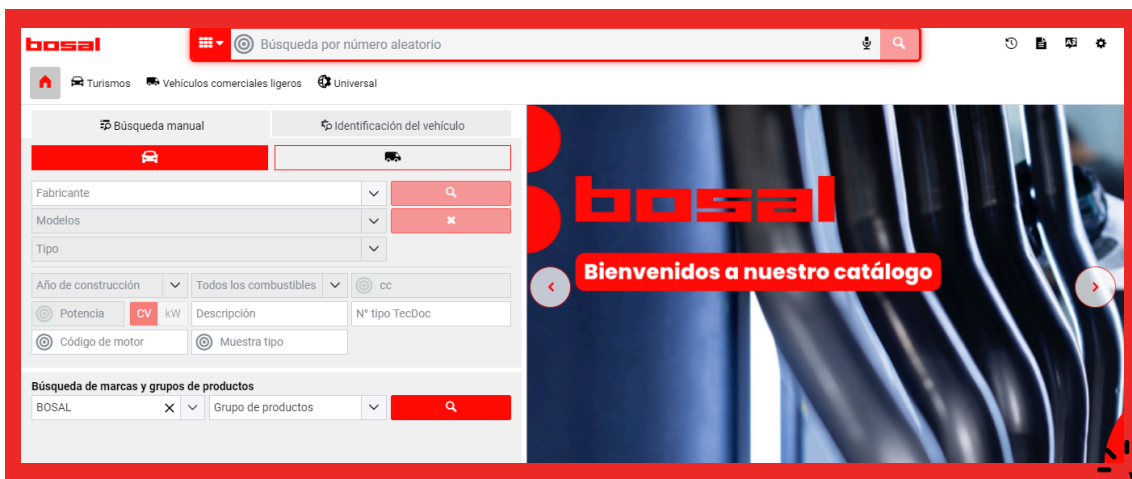 bosal
Búsqueda por número aleatorio
Turismos
Vehículos comerciales ligeros
Universal
Búsqueda manual
Identificación del vehículo
Fabricante
Modelos
Tipo
Año de construcción
Todos los combustibles
cc
Potencia
CV
kW
Descripción
N° tipo TecDoc
Código de motor
Muestra tipo
Búsqueda de marcas y grupos de productos
BOSAL
Grupo de productos
bosal
Bienvenidos a nuestro catálogo